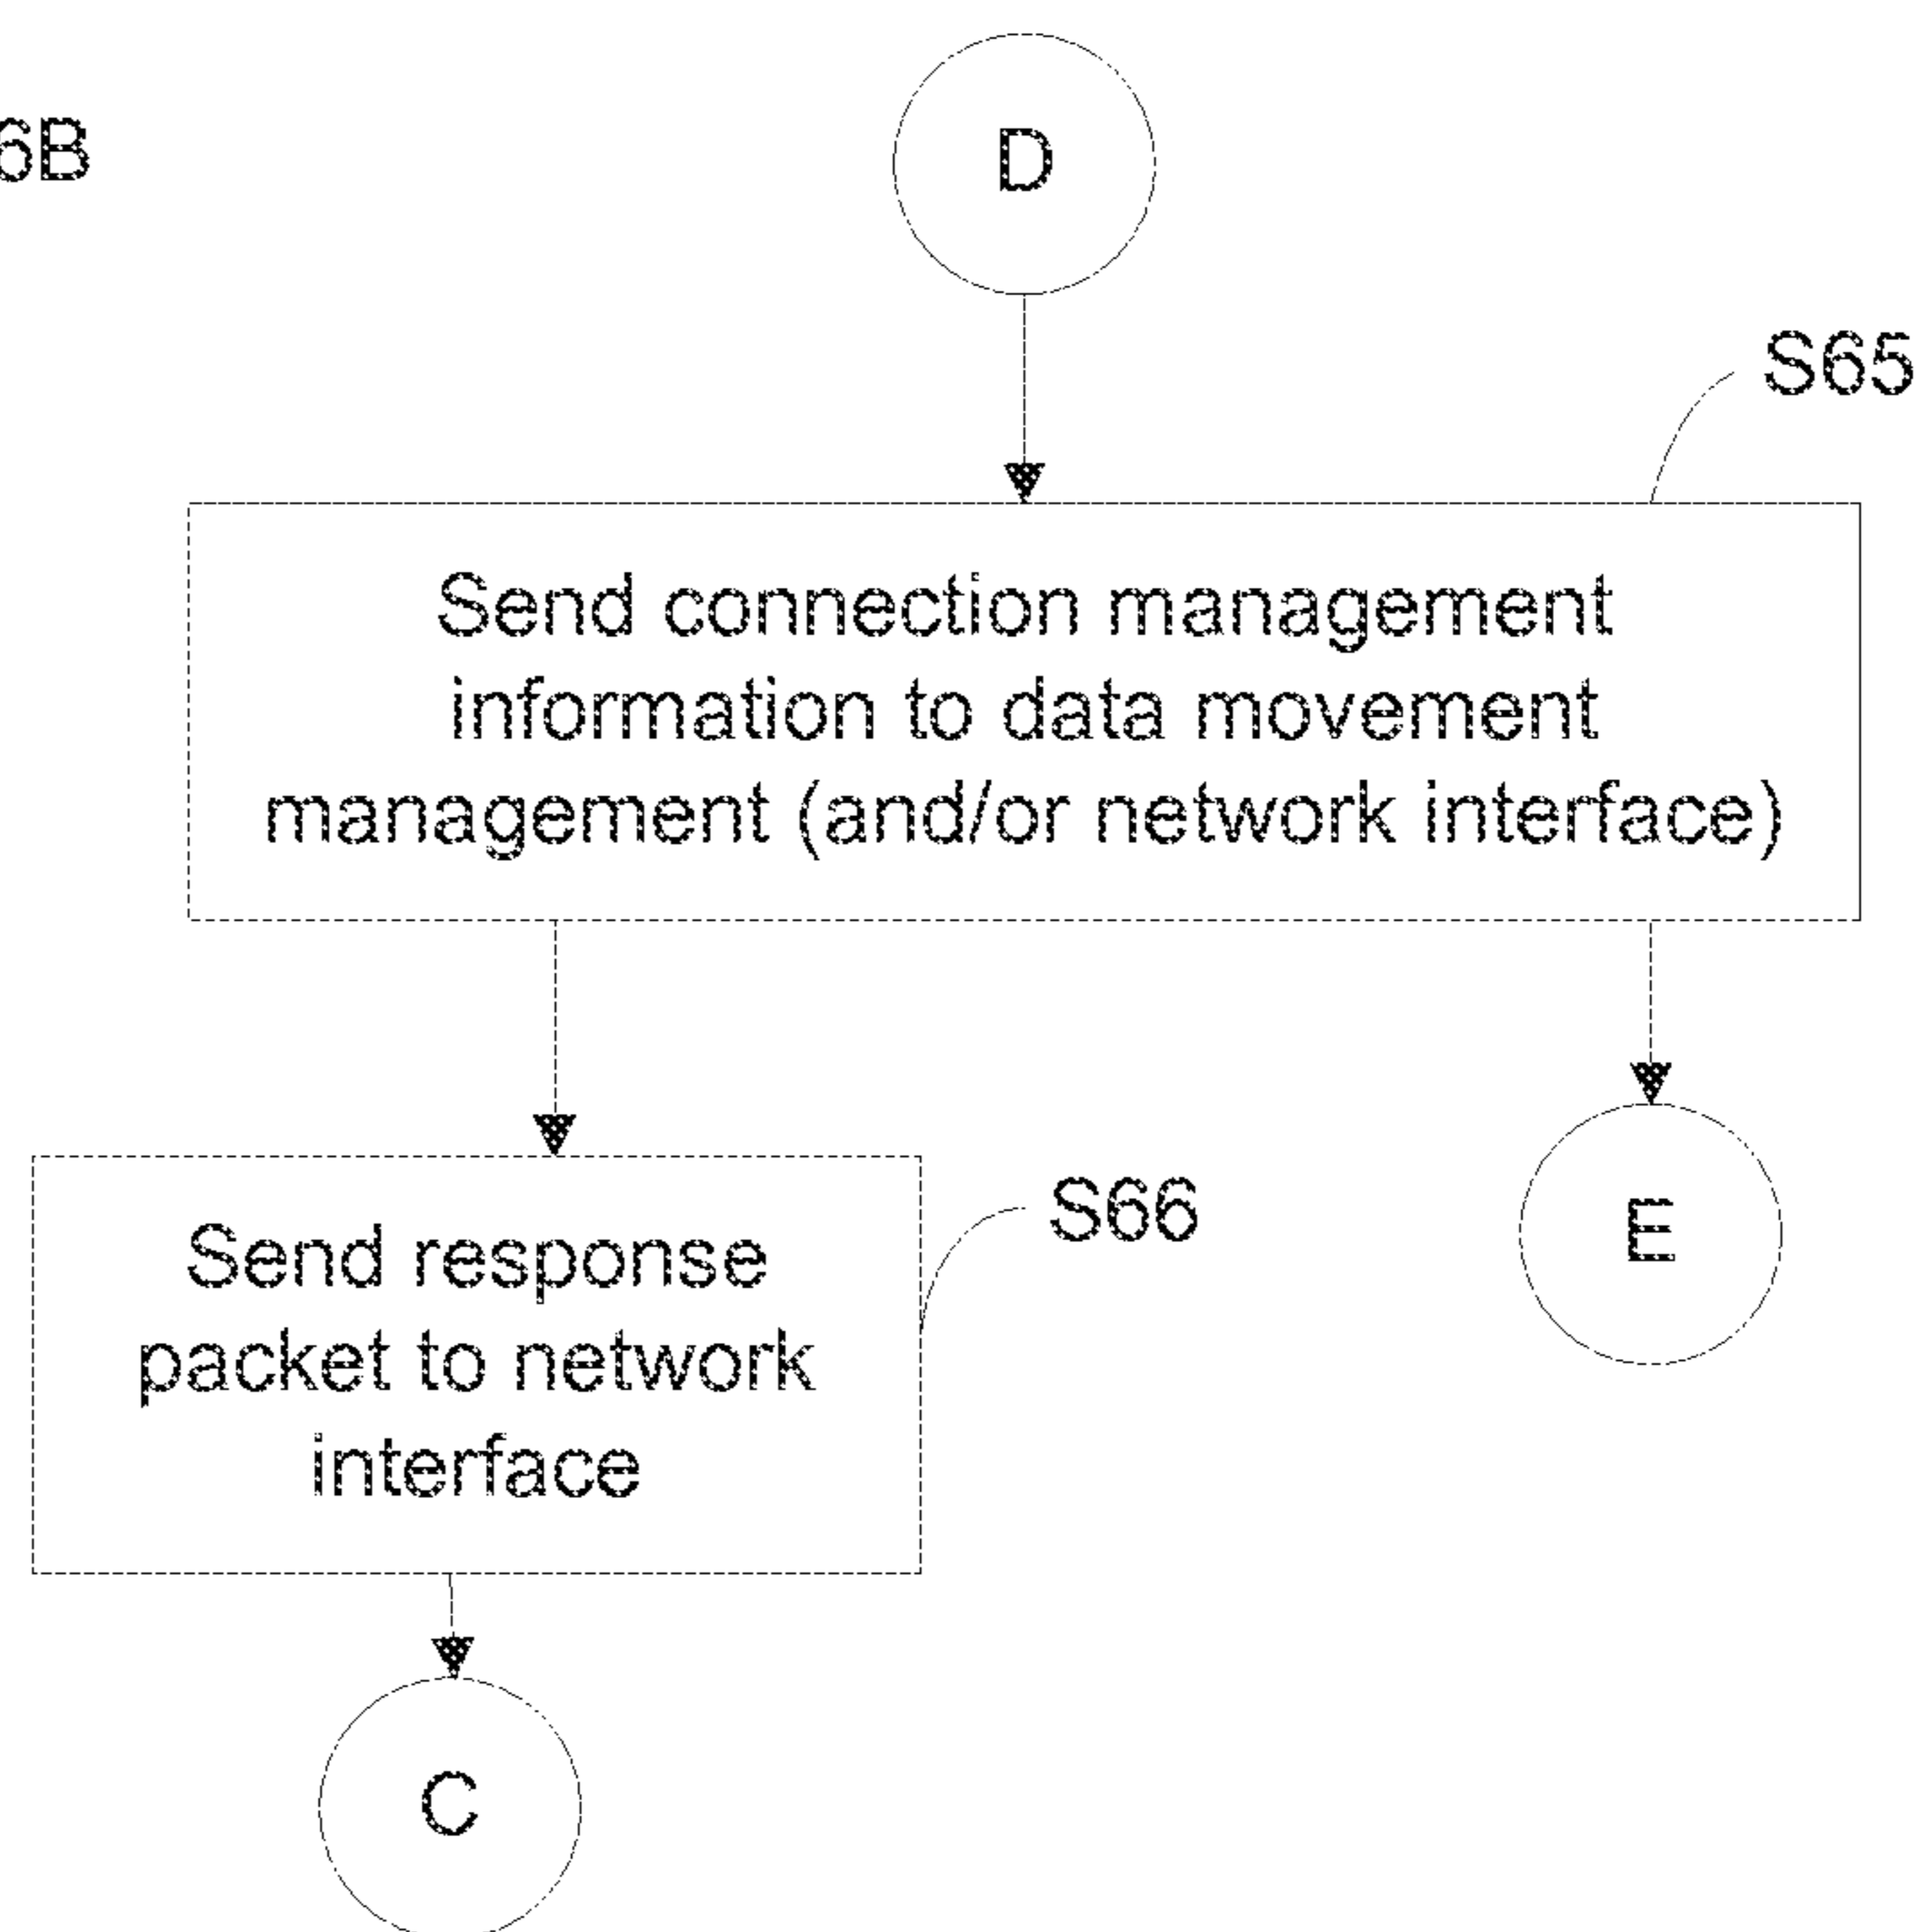 6B
D
S65
Send connection management
information to data movement
management (and/or network interface)
Send response
packet to network
interface
S66
E
C